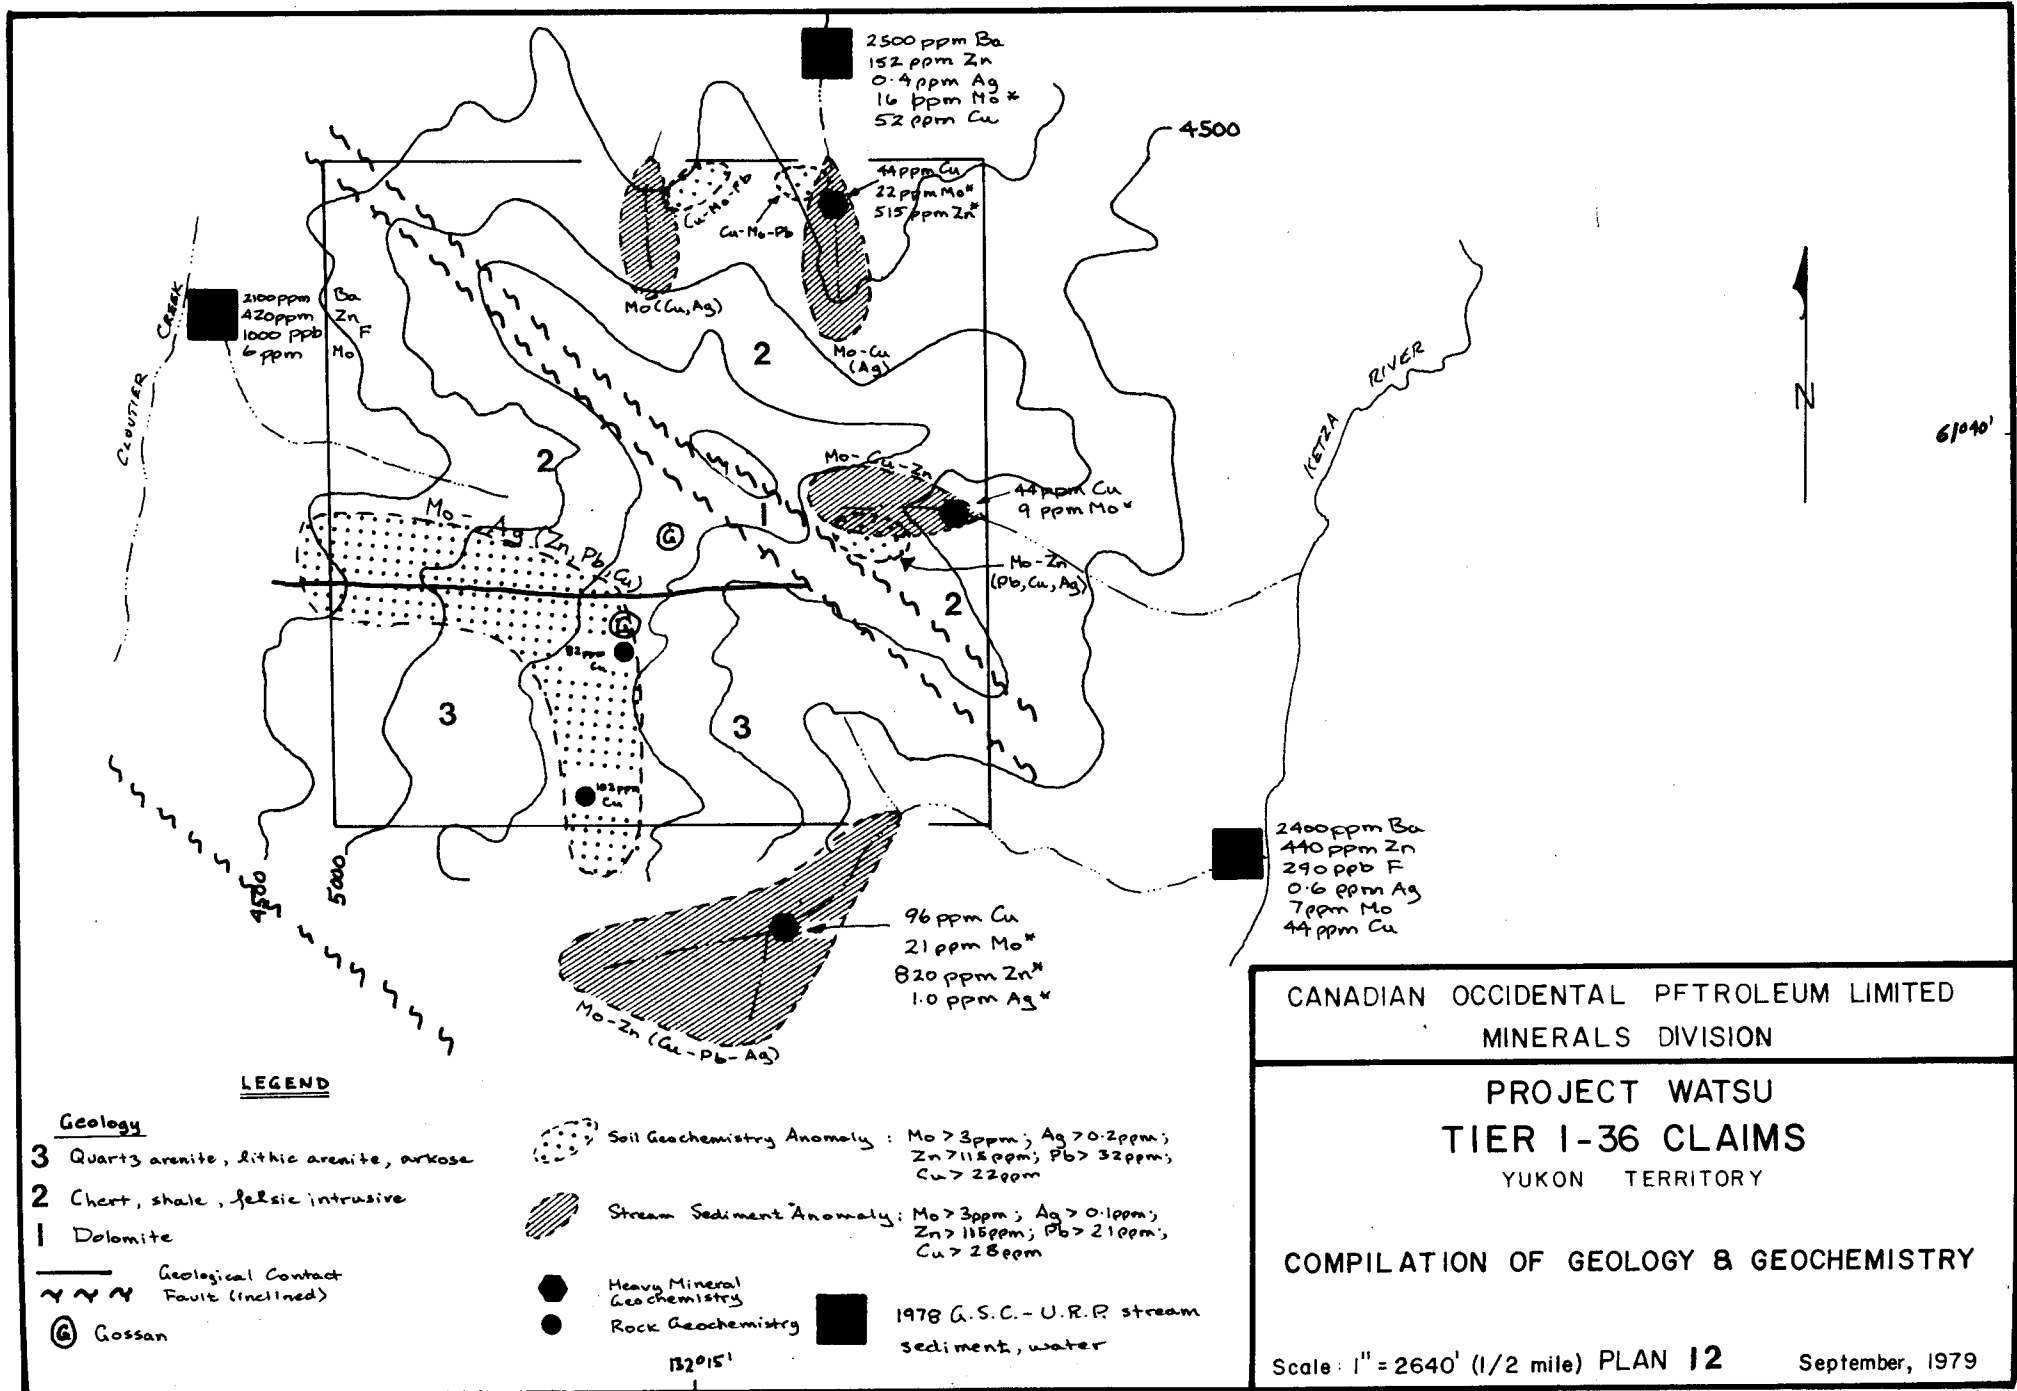 2500 ppm Ba
152 ppm Zn
0.4 ppm Ag
16 ppm Mo*
52 ppm Cu
4500
44 ppm Cu
22 ppm Mo*
515 ppm Zn*
Cu-Mo-Pb
Cu-Mo-Pb
Mo (Cu, Ag)
Mo-Cu
(Ag)
2100 ppm Ba
420 ppm Zn
1000 ppb F
6 ppm Mo
CLOUTIER CREEK
KETZA RIVER
N
61°40'
2
2
Mo-Cu-Zn
44 ppm Cu
9 ppm Mo*
Mo-Ag (Zn, Pb, Cu)
G
1
Mo-Zn
(Pb, Cu, Ag)
2
G
82 ppm
Cu
3
3
102 ppm
Cu
4500
5000
2400 ppm Ba
440 ppm Zn
290 ppb F
0.6 ppm Ag
7 ppm Mo
44 ppm Cu
96 ppm Cu
21 ppm Mo*
820 ppm Zn*
1.0 ppm Ag*
Mo-Zn (Cu-Pb-Ag)
LEGEND
Geology
3 Quartz arenite, lithic arenite, arkose
2 Chert, shale, felsic intrusive
1 Dolomite
Geological Contact
Fault (inclined)
G Gossan
Soil Geochemistry Anomaly : Mo > 3ppm; Ag > 0.2ppm;
Zn > 115ppm; Pb > 32ppm;
Cu > 22ppm
Stream Sediment Anomaly : Mo > 3ppm; Ag > 0.1ppm;
Zn > 115ppm; Pb > 21ppm;
Cu > 28ppm
Heavy Mineral
Geochemistry
Rock Geochemistry
1978 G.S.C.-U.R.P. stream
sediment, water
132°15'
CANADIAN OCCIDENTAL PETROLEUM LIMITED
MINERALS DIVISION
PROJECT WATSU
TIER 1-36 CLAIMS
YUKON TERRITORY
COMPILATION OF GEOLOGY & GEOCHEMISTRY
Scale: 1" = 2640' (1/2 mile) PLAN 12 September, 1979